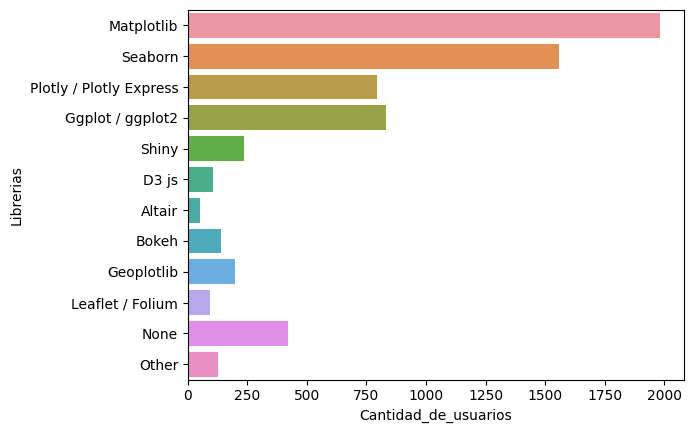 Librerias
Matplotlib
Seaborn
Plotly / Plotly Express
Ggplot / ggplot2
Shiny
D3 js
Altair
Bokeh
Geoplotlib
Leaflet / Folium
None
Other
0 250 500 750 1000 1250 1500 1750 2000
Cantidad_de_usuarios